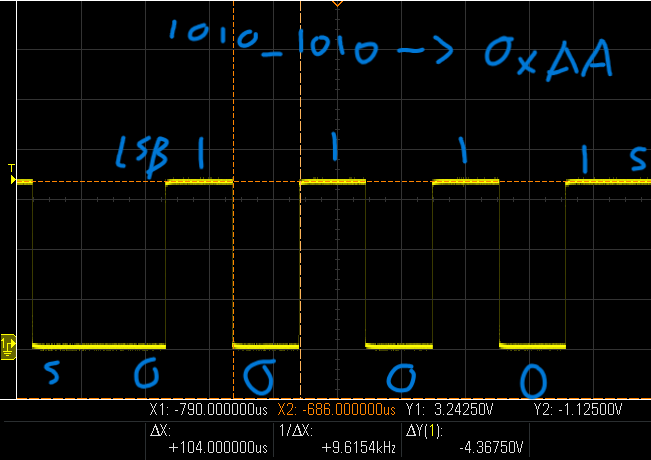 1010_1010 -> 0xAA
LSB 1 1 1 1 S
T
1
S 0 0 0 0
X1: -790.000000us X2: -686.000000us Y1: 3.24250V Y2: -1.12500V
ΔX: 1/ΔX: ΔY(1):
+104.000000us +9.6154kHz -4.36750V